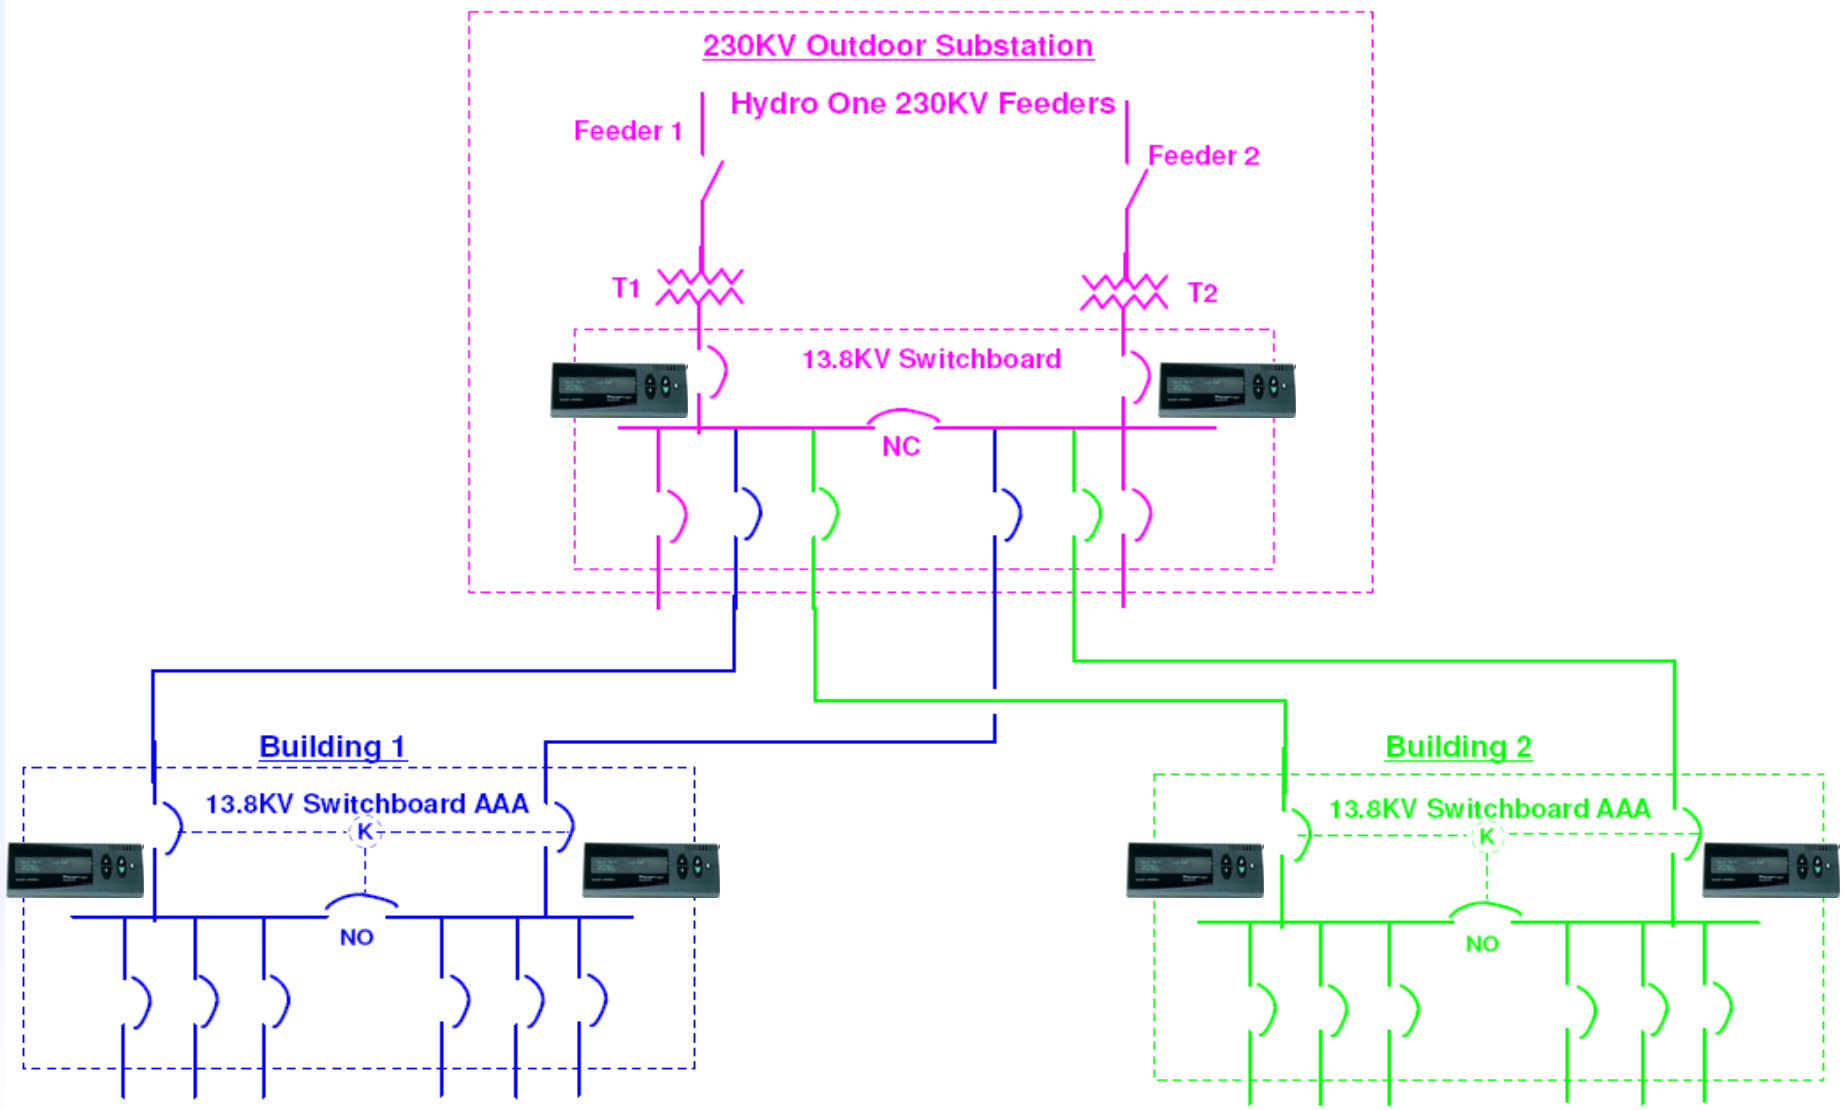 230KV Outdoor Substation
Hydro One 230KV Feeders
Feeder 1
Feeder 2
T1
T2
13.8KV Switchboard
NC
Building 1
Building 2
13.8KV Switchboard AAA
13.8KV Switchboard AAA
K
K
NO
NO